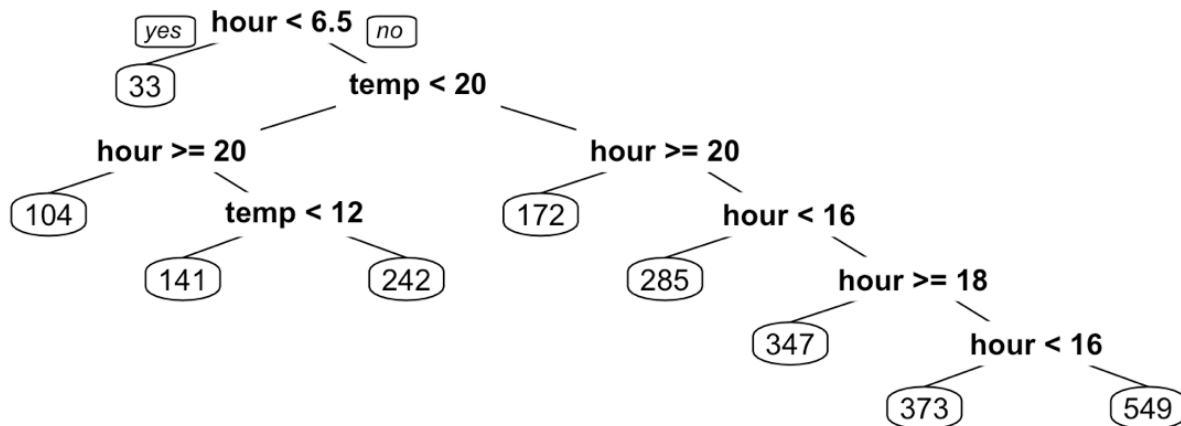 yes hour < 6.5 no
33 temp < 20
hour >= 20 hour >= 20
104 temp < 12 172 hour < 16
141 242 285 hour >= 18
347 hour < 16
373 549